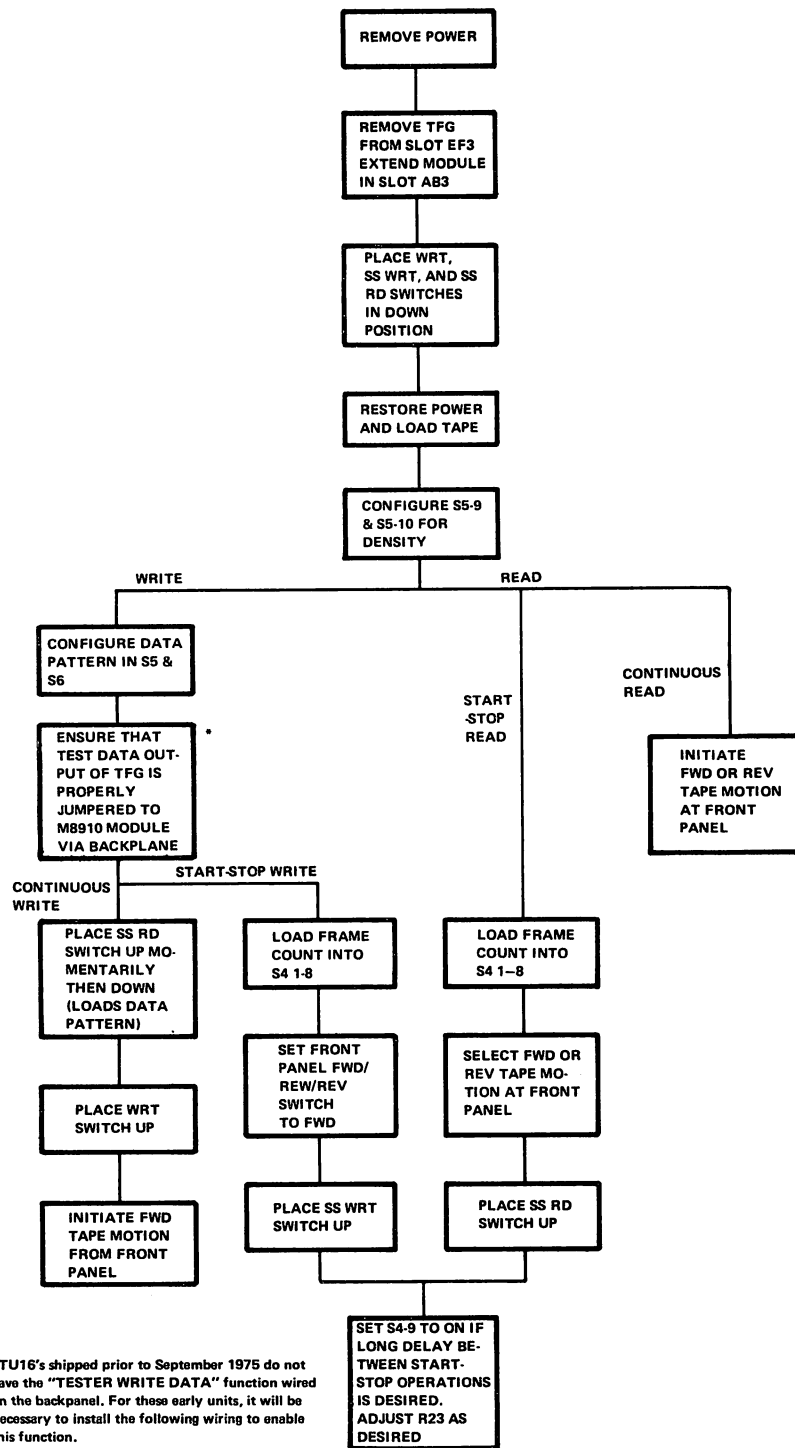 REMOVE POWER
REMOVE TFG
FROM SLOT EF3
EXTEND MODULE
IN SLOT AB3
PLACE WRT,
SS WRT, AND SS
RD SWITCHES
IN DOWN
POSITION
RESTORE POWER
AND LOAD TAPE
CONFIGURE S5-9
& S5-10 FOR
DENSITY
WRITE
READ
CONFIGURE DATA
PATTERN IN S5 &
S6
ENSURE THAT
TEST DATA OUT-
PUT OF TFG IS
PROPERLY
JUMPERED TO
M8910 MODULE
VIA BACKPLANE
*
START
-STOP
READ
CONTINUOUS
READ
INITIATE
FWD OR REV
TAPE MOTION
AT FRONT
PANEL
CONTINUOUS
WRITE
START-STOP WRITE
PLACE SS RD
SWITCH UP MO-
MENTARILY
THEN DOWN
(LOADS DATA
PATTERN)
PLACE WRT
SWITCH UP
INITIATE FWD
TAPE MOTION
FROM FRONT
PANEL
LOAD FRAME
COUNT INTO
S4 1-8
SET FRONT
PANEL FWD/
REW/REV
SWITCH
TO FWD
PLACE SS WRT
SWITCH UP
LOAD FRAME
COUNT INTO
S4 1–8
SELECT FWD OR
REV TAPE MO-
TION AT FRONT
PANEL
PLACE SS RD
SWITCH UP
SET S4-9 TO ON IF
LONG DELAY BE-
TWEEN START-
STOP OPERATIONS
IS DESIRED.
ADJUST R23 AS
DESIRED
TU16's shipped prior to September 1975 do not
ave the "TESTER WRITE DATA" function wired
n the backpanel. For these early units, it will be
ecessary to install the following wiring to enable
his function.